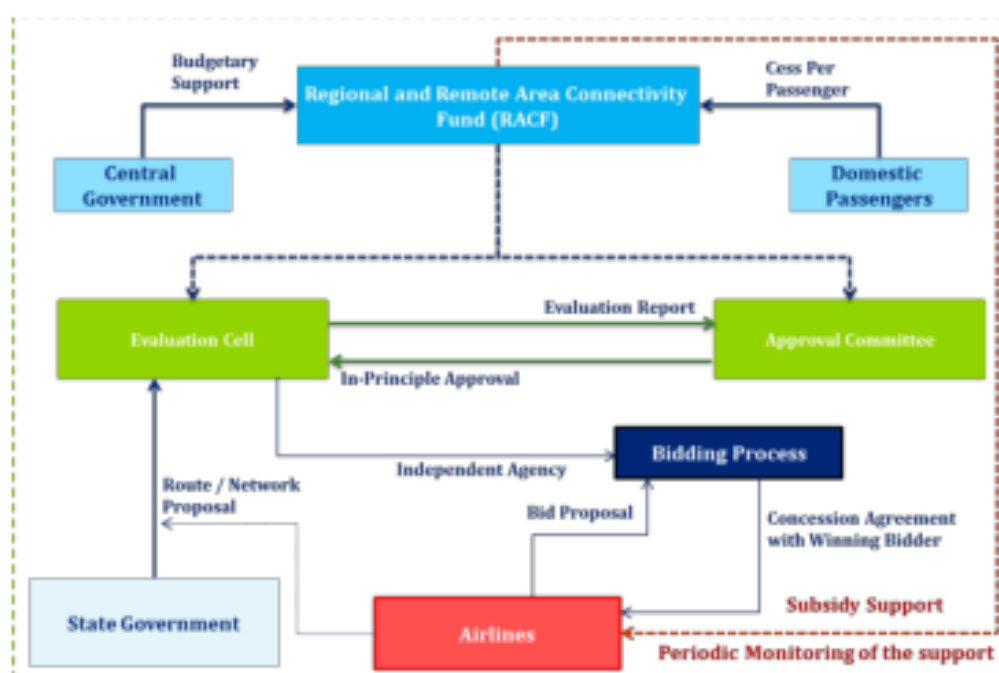 Budgetary
Support
Cess Per
Passenger
Regional and Remote Area Connectivity
Fund (RACF)
Central
Government
Domestic
Passengers
Evaluation Report
Evaluation Cell
Approval Committee
In-Principle Approval
Bidding Process
Independent Agency
Route / Network
Proposal
Bid Proposal
Concession Agreement
with Winning Bidder
Subsidy Support
State Government
Airlines
Periodic Monitoring of the support